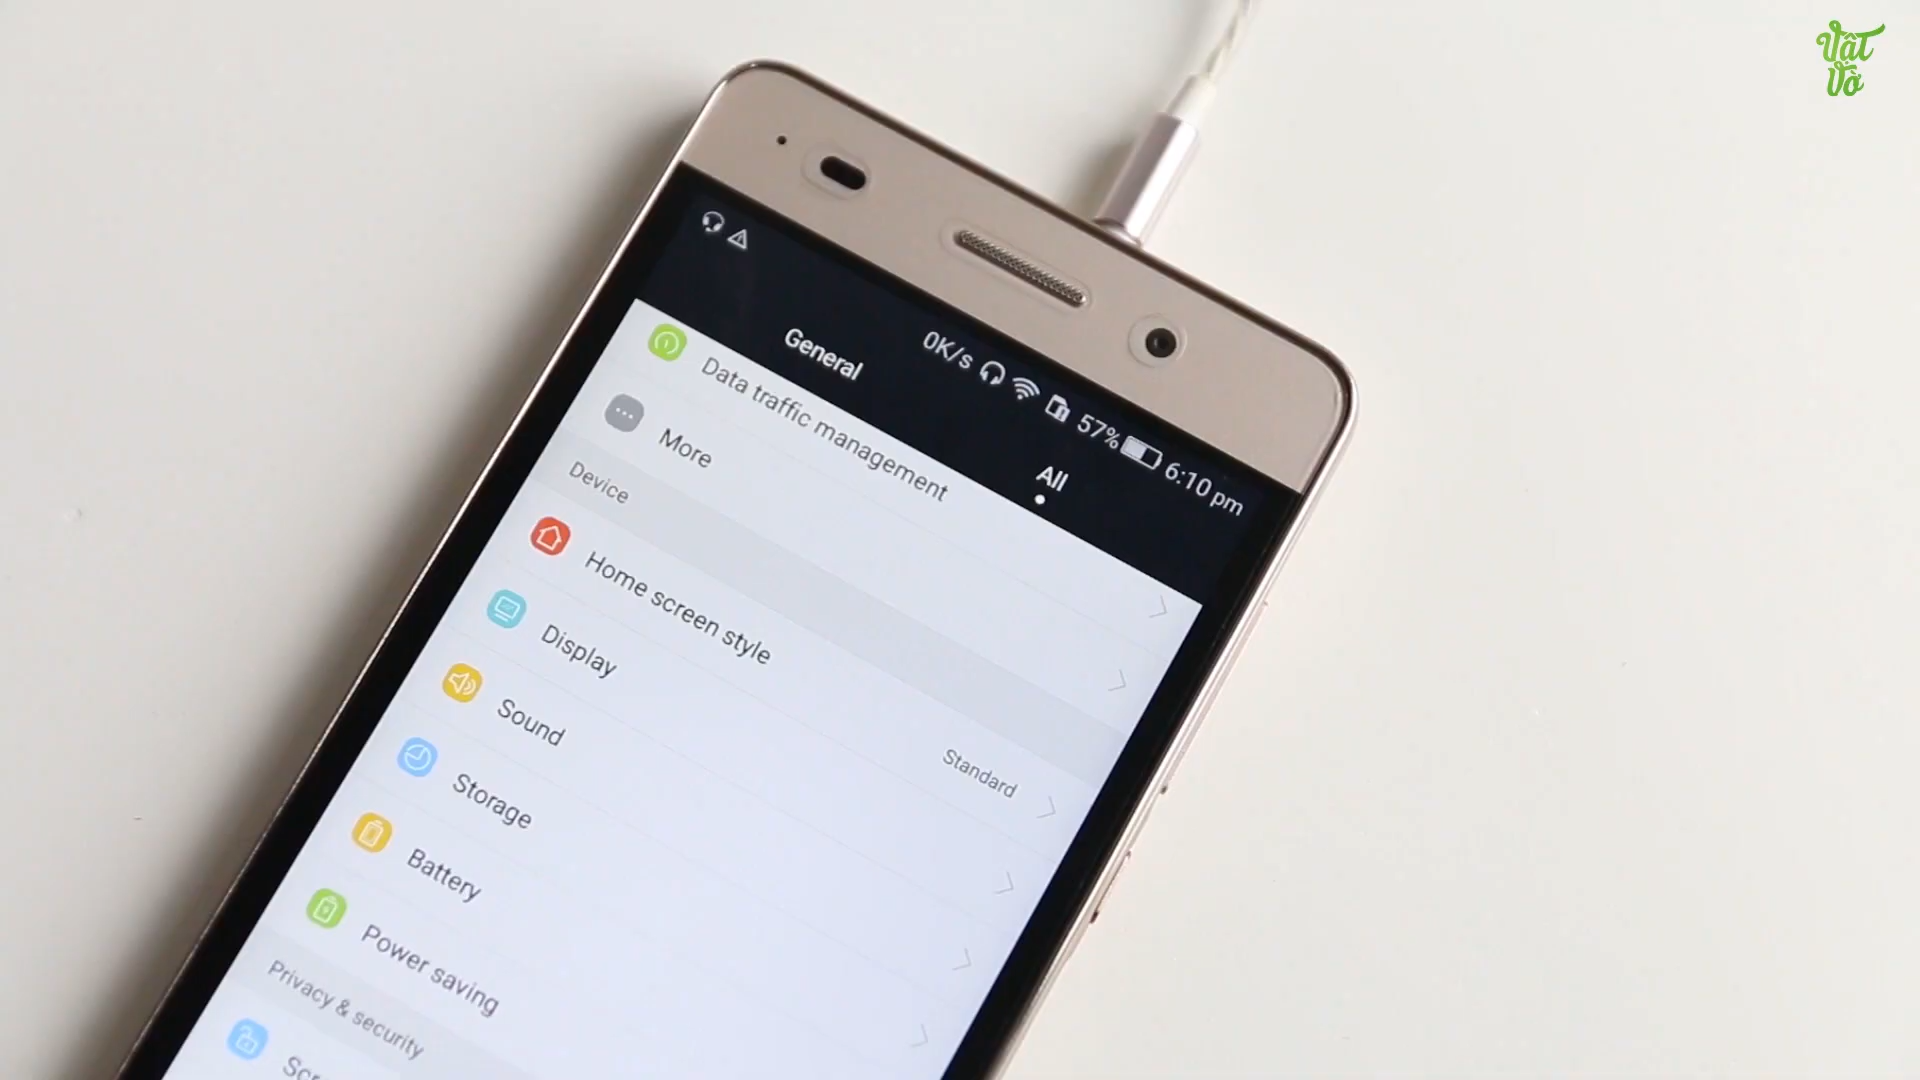 Vật
Vờ
0K/s 57% 6:10 pm
General
All
Data traffic management
More
Device
Home screen style
Standard
Display
Sound
Storage
Battery
Power saving
Privacy & security